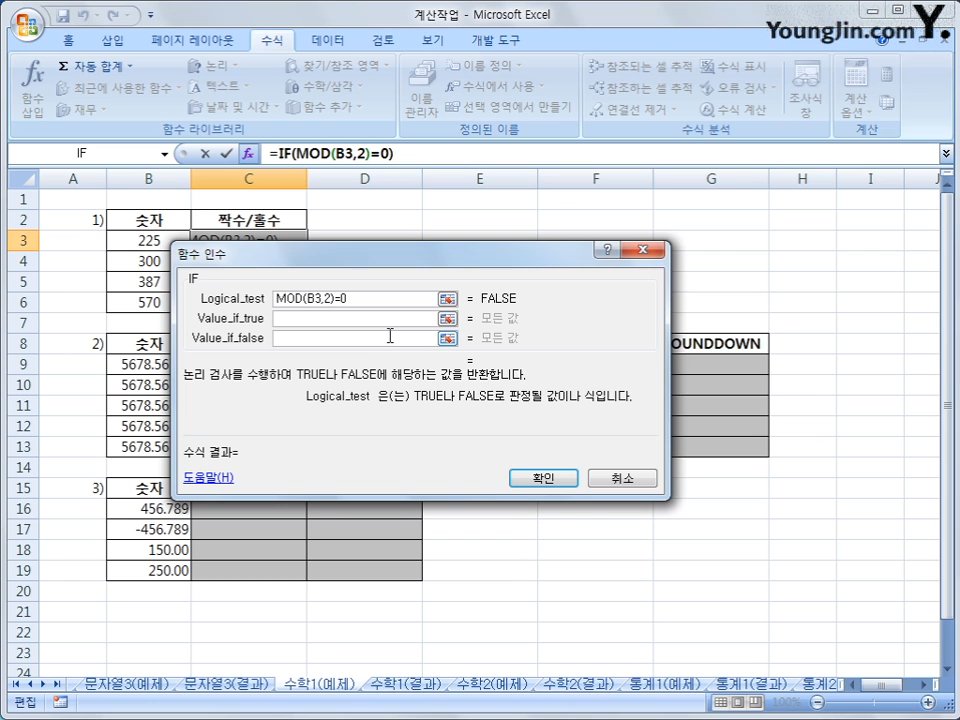 계산작업 - Microsoft Excel
YoungJin.com Y.
홈 삽입 페이지 레이아웃 수식 데이터 검토 보기 개발 도구
fx 함수 삽입
Σ 자동 합계
최근에 사용한 함수
재무
논리
텍스트
날짜 및 시간
찾기/참조 영역
수학/삼각
함수 추가
함수 라이브러리
이름 관리자
이름 정의
수식에서 사용
선택 영역에서 만들기
정의된 이름
참조되는 셀 추적
참조하는 셀 추적
연결선 제거
수식 표시
오류 검사
수식 계산
조사식 창
수식 분석
계산 옵션
계산
IF fx =IF(MOD(B3,2)=0)
A B C D E F G H I J
1
2 1) 숫자 짝수/홀수
3 225 MOD(B3,2)=0)
4 300
5 387
6 570
7
8 2) 숫자 OUNDDOWN
9 5678.56
10 5678.56
11 5678.56
12 5678.56
13 5678.56
14
15 3) 숫자
16 456.789
17 -456.789
18 150.00
19 250.00
20
21
22
23
24
함수 인수
IF
Logical_test MOD(B3,2)=0 = FALSE
Value_if_true = 모든 값
Value_if_false = 모든 값
=
논리 검사를 수행하여 TRUE나 FALSE에 해당하는 값을 반환합니다.
Logical_test 은(는) TRUE나 FALSE로 판정될 값이나 식입니다.
수식 결과=
도움말(H) 확인 취소
문자열3(예제) 문자열3(결과) 수학1(예제) 수학1(결과) 수학2(예제) 수학2(결과) 통계1(예제) 통계1(결과) 통계2
편집 100%